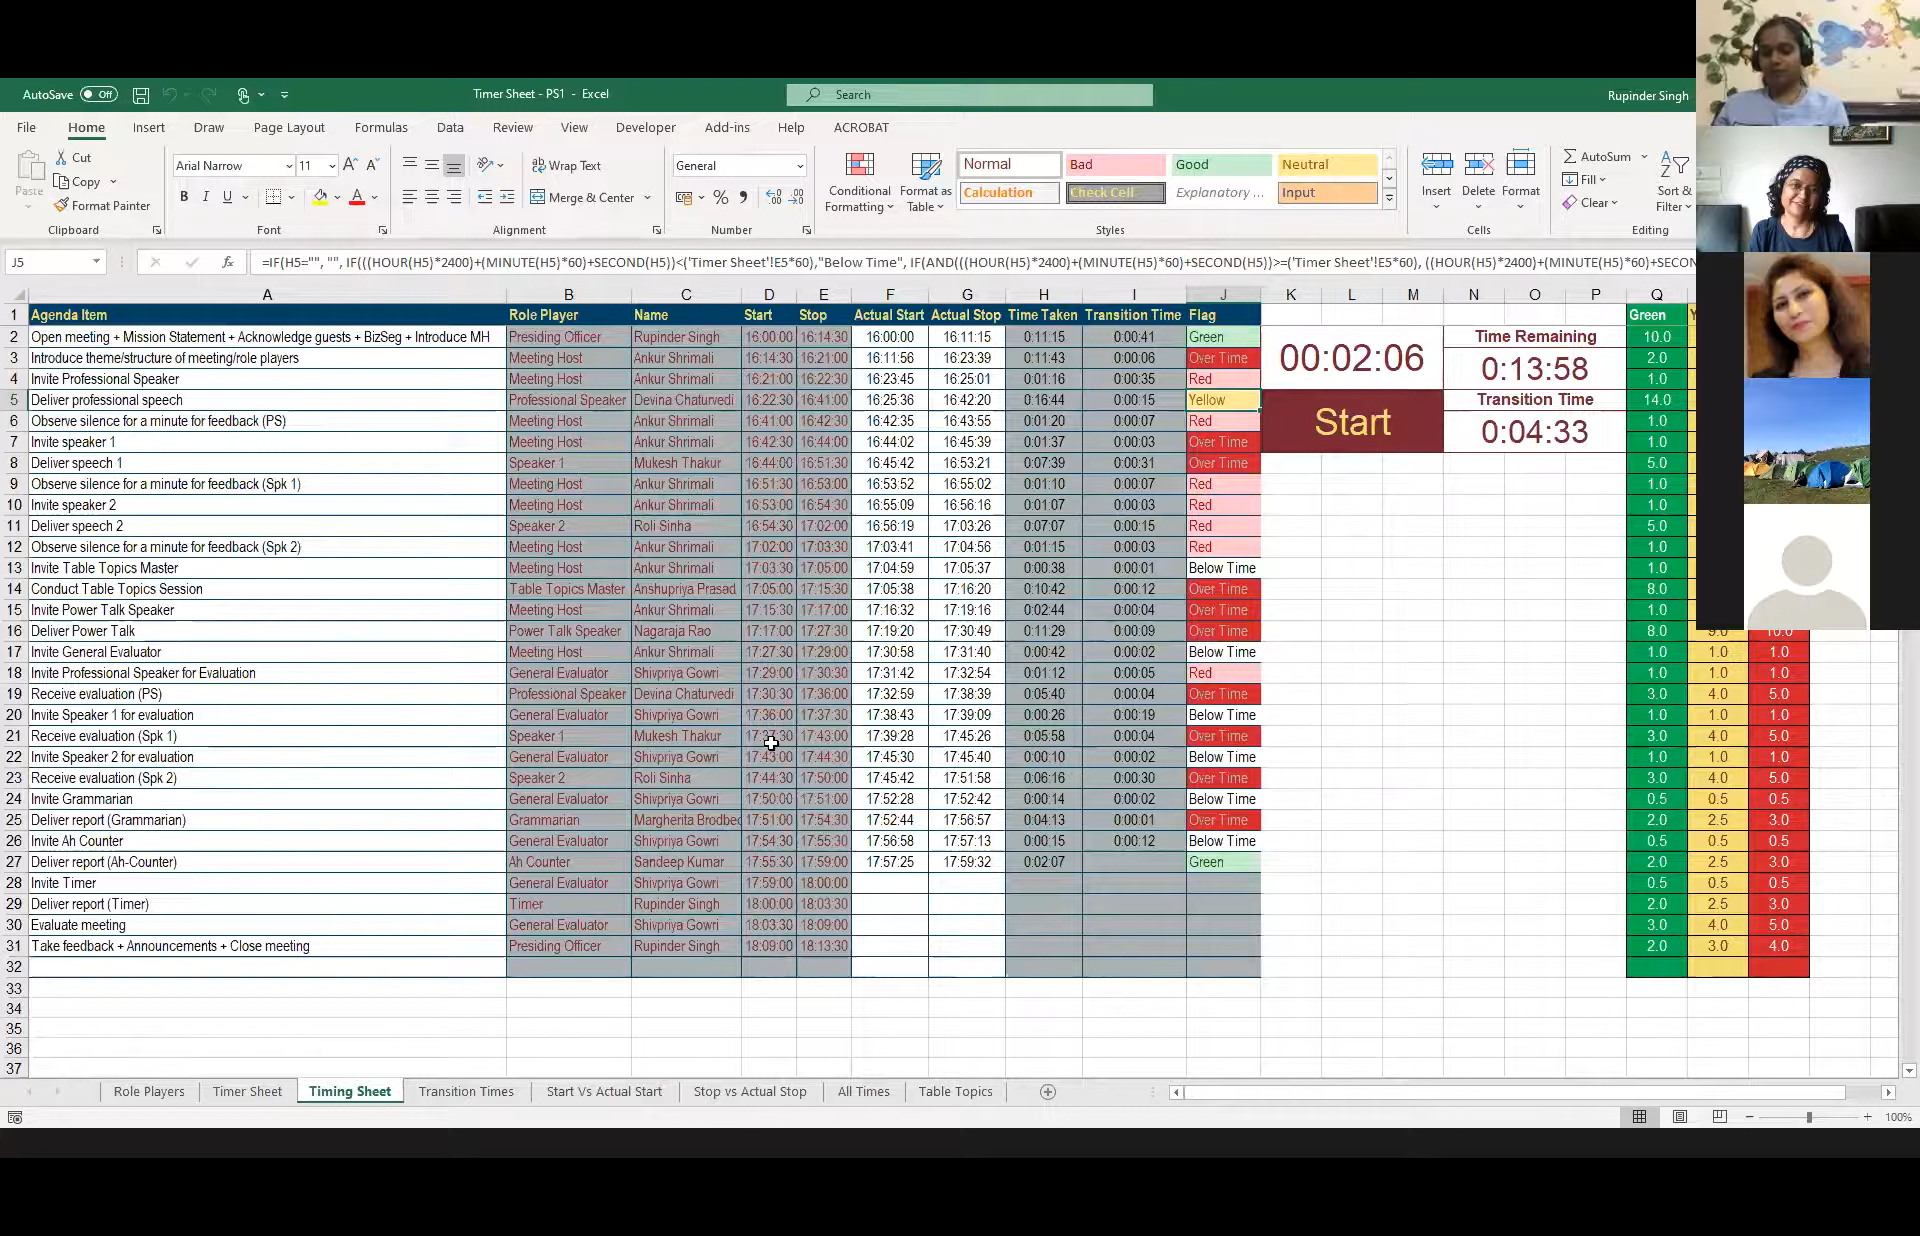 AutoSave Off Timer Sheet - PS1 - Excel Search Rupinder Singh
File Home Insert Draw Page Layout Formulas Data Review View Developer Add-ins Help ACROBAT
Paste Cut Copy Format Painter Clipboard
Arial Narrow 11 B I U Font
Wrap Text Merge & Center Alignment
General Number
Conditional Formatting Format as Table Normal Bad Good Neutral Calculation Check Cell Explanatory ... Input Styles
Insert Delete Format Cells
AutoSum Fill Clear Sort & Filter Editing
J5 fx =IF(H5="", "", IF(((HOUR(H5)*2400)+(MINUTE(H5)*60)+SECOND(H5))<('Timer Sheet'!E5*60),"Below Time", IF(AND(((HOUR(H5)*2400)+(MINUTE(H5)*60)+SECOND(H5))>=('Timer Sheet'!E5*60), ((HOUR(H5)*2400)+(MINUTE(H5)*60)+SECON
A B C D E F G H I J K L M N O P Q
1 Agenda Item Role Player Name Start Stop Actual Start Actual Stop Time Taken Transition Time Flag Green
2 Open meeting + Mission Statement + Acknowledge guests + BizSeg + Introduce MH Presiding Officer Rupinder Singh 16:00:00 16:14:30 16:00:00 16:11:15 0:11:15 0:00:41 Green 10.0
3 Introduce theme/structure of meeting/role players Meeting Host Ankur Shrimali 16:14:30 16:21:00 16:11:56 16:23:39 0:11:43 0:00:06 Over Time 2.0
4 Invite Professional Speaker Meeting Host Ankur Shrimali 16:21:00 16:22:30 16:23:45 16:25:01 0:01:16 0:00:35 Red 1.0
5 Deliver professional speech Professional Speaker Devina Chaturvedi 16:22:30 16:41:00 16:25:36 16:42:20 0:16:44 0:00:15 Yellow 14.0
6 Observe silence for a minute for feedback (PS) Meeting Host Ankur Shrimali 16:41:00 16:42:30 16:42:35 16:43:55 0:01:20 0:00:07 Red 1.0
7 Invite speaker 1 Meeting Host Ankur Shrimali 16:42:30 16:44:00 16:44:02 16:45:39 0:01:37 0:00:03 Over Time 1.0
8 Deliver speech 1 Speaker 1 Mukesh Thakur 16:44:00 16:51:30 16:45:42 16:53:21 0:07:39 0:00:31 Over Time 5.0
9 Observe silence for a minute for feedback (Spk 1) Meeting Host Ankur Shrimali 16:51:30 16:53:00 16:53:52 16:55:02 0:01:10 0:00:07 Red 1.0
10 Invite speaker 2 Meeting Host Ankur Shrimali 16:53:00 16:54:30 16:55:09 16:56:16 0:01:07 0:00:03 Red 1.0
11 Deliver speech 2 Speaker 2 Roli Sinha 16:54:30 17:02:00 16:56:19 17:03:26 0:07:07 0:00:15 Red 5.0
12 Observe silence for a minute for feedback (Spk 2) Meeting Host Ankur Shrimali 17:02:00 17:03:30 17:03:41 17:04:56 0:01:15 0:00:03 Red 1.0
13 Invite Table Topics Master Meeting Host Ankur Shrimali 17:03:30 17:05:00 17:04:59 17:05:37 0:00:38 0:00:01 Below Time 1.0
14 Conduct Table Topics Session Table Topics Master Anshupriya Prasad 17:05:00 17:15:30 17:05:38 17:16:20 0:10:42 0:00:12 Over Time 8.0
15 Invite Power Talk Speaker Meeting Host Ankur Shrimali 17:15:30 17:17:00 17:16:32 17:19:16 0:02:44 0:00:04 Over Time 1.0
16 Deliver Power Talk Power Talk Speaker Nagaraja Rao 17:17:00 17:27:30 17:19:20 17:30:49 0:11:29 0:00:09 Over Time 8.0 9.0 10.0
17 Invite General Evaluator Meeting Host Ankur Shrimali 17:27:30 17:29:00 17:30:58 17:31:40 0:00:42 0:00:02 Below Time 1.0 1.0 1.0
18 Invite Professional Speaker for Evaluation General Evaluator Shivpriya Gowri 17:29:00 17:30:30 17:31:42 17:32:54 0:01:12 0:00:05 Red 1.0 1.0 1.0
19 Receive evaluation (PS) Professional Speaker Devina Chaturvedi 17:30:30 17:36:00 17:32:59 17:38:39 0:05:40 0:00:04 Over Time 3.0 4.0 5.0
20 Invite Speaker 1 for evaluation General Evaluator Shivpriya Gowri 17:36:00 17:37:30 17:38:43 17:39:09 0:00:26 0:00:19 Below Time 1.0 1.0 1.0
21 Receive evaluation (Spk 1) Speaker 1 Mukesh Thakur 17:37:30 17:43:00 17:39:28 17:45:26 0:05:58 0:00:04 Over Time 3.0 4.0 5.0
22 Invite Speaker 2 for evaluation General Evaluator Shivpriya Gowri 17:43:00 17:44:30 17:45:30 17:45:40 0:00:10 0:00:02 Below Time 1.0 1.0 1.0
23 Receive evaluation (Spk 2) Speaker 2 Roli Sinha 17:44:30 17:50:00 17:45:42 17:51:58 0:06:16 0:00:30 Over Time 3.0 4.0 5.0
24 Invite Grammarian General Evaluator Shivpriya Gowri 17:50:00 17:51:00 17:52:28 17:52:42 0:00:14 0:00:02 Below Time 0.5 0.5 0.5
25 Deliver report (Grammarian) Grammarian Margherita Brodbec 17:51:00 17:54:30 17:52:44 17:56:57 0:04:13 0:00:01 Over Time 2.0 2.5 3.0
26 Invite Ah Counter General Evaluator Shivpriya Gowri 17:54:30 17:55:30 17:56:58 17:57:13 0:00:15 0:00:12 Below Time 0.5 0.5 0.5
27 Deliver report (Ah-Counter) Ah Counter Sandeep Kumar 17:55:30 17:59:00 17:57:25 17:59:32 0:02:07 Green 2.0 2.5 3.0
28 Invite Timer General Evaluator Shivpriya Gowri 17:59:00 18:00:00 0.5 0.5 0.5
29 Deliver report (Timer) Timer Rupinder Singh 18:00:00 18:03:30 2.0 2.5 3.0
30 Evaluate meeting General Evaluator Shivpriya Gowri 18:03:30 18:09:00 3.0 4.0 5.0
31 Take feedback + Announcements + Close meeting Presiding Officer Rupinder Singh 18:09:00 18:13:30 2.0 3.0 4.0
32
33
34
35
36
37
00:02:06
Start
Time Remaining
0:13:58
Transition Time
0:04:33
Role Players Timer Sheet Timing Sheet Transition Times Start Vs Actual Start Stop vs Actual Stop All Times Table Topics
100%